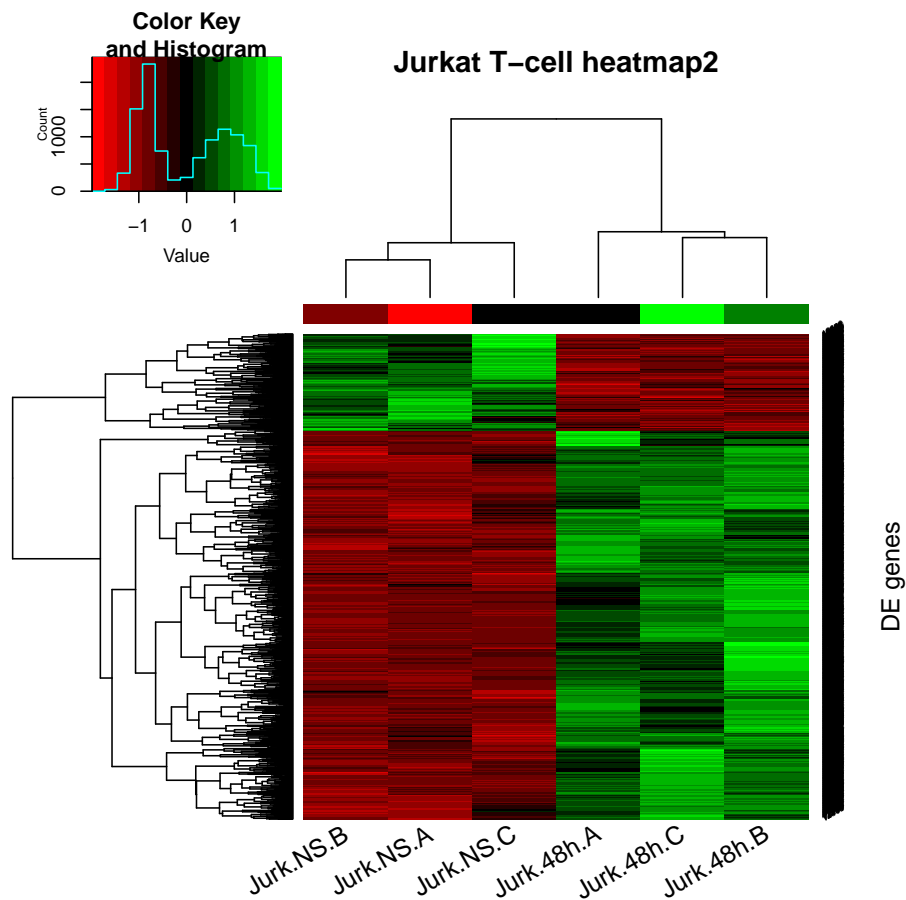 Color Key
and Histogram
Jurkat T−cell heatmap2
Count
0 1000
−1 0 1
Value
DE genes
Jurk.NS.B
Jurk.NS.A
Jurk.NS.C
Jurk.48h.A
Jurk.48h.C
Jurk.48h.B